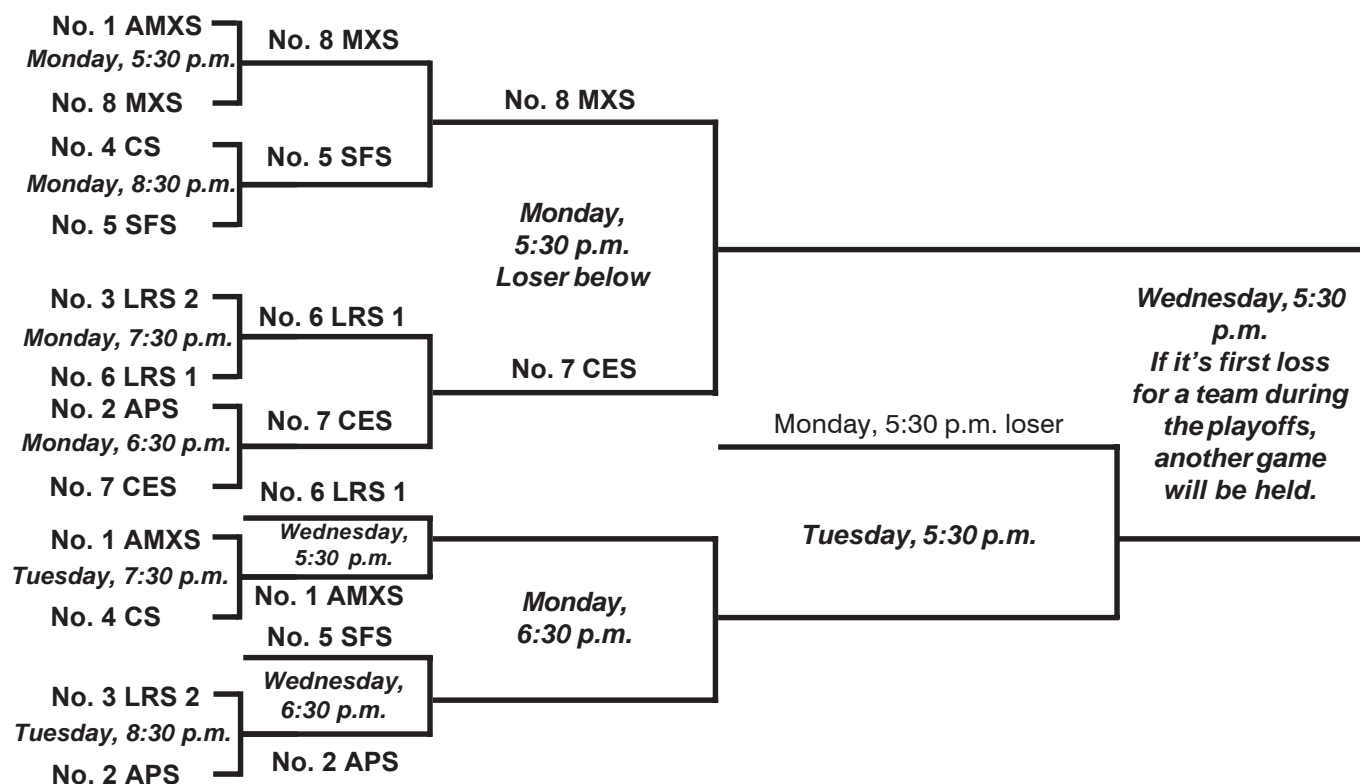 No. 1 AMXS
Monday, 5:30 p.m.
No. 8 MXS
No. 8 MXS
No. 4 CS
Monday, 8:30 p.m.
No. 5 SFS
No. 5 SFS
No. 8 MXS
Monday,
5:30 p.m.
Loser below
No. 3 LRS 2
Monday, 7:30 p.m.
No. 6 LRS 1
No. 6 LRS 1
No. 2 APS
Monday, 6:30 p.m.
No. 7 CES
No. 7 CES
No. 7 CES
Wednesday, 5:30
p.m.
If it’s first loss
for a team during
the playoffs,
another game
will be held.
Monday, 5:30 p.m. loser
Tuesday, 5:30 p.m.
No. 6 LRS 1
Wednesday,
5:30 p.m.
No. 1 AMXS
Tuesday, 7:30 p.m.
No. 4 CS
No. 1 AMXS
Monday,
6:30 p.m.
No. 5 SFS
Wednesday,
6:30 p.m.
No. 3 LRS 2
Tuesday, 8:30 p.m.
No. 2 APS
No. 2 APS